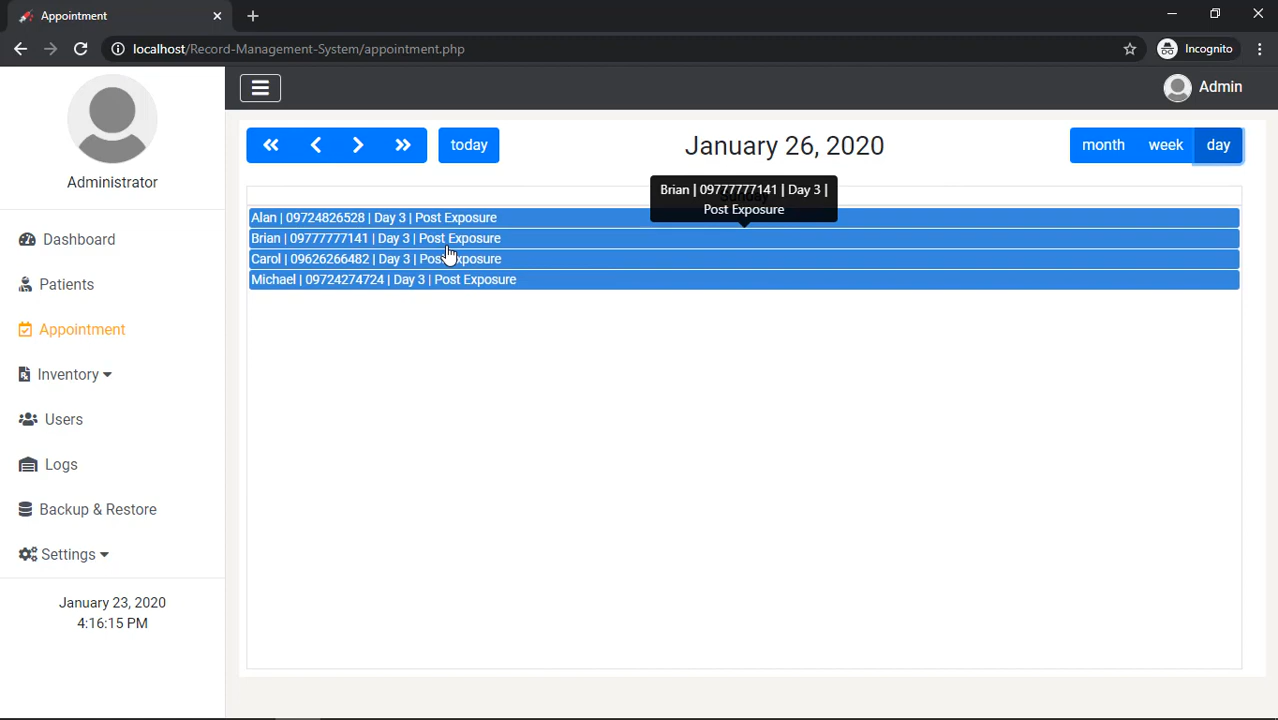 Appointment
localhost/Record-Management-System/appointment.php
Incognito
Administrator
Dashboard
Patients
Appointment
Inventory
Users
Logs
Backup & Restore
Settings
January 23, 2020
4:16:15 PM
Admin
today
January 26, 2020
month week day
Brian | 09777777141 | Day 3 |
Post Exposure
Sunday
Alan | 09724826528 | Day 3 | Post Exposure
Brian | 09777777141 | Day 3 | Post Exposure
Carol | 09626266482 | Day 3 | Post Exposure
Michael | 09724274724 | Day 3 | Post Exposure